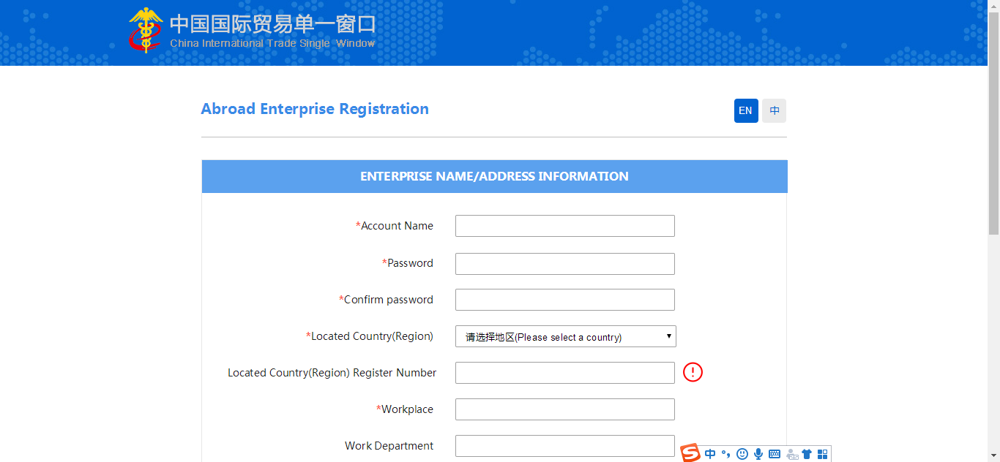 中国国际贸易单一窗口
China International Trade Single Window
Abroad Enterprise Registration
EN 中
ENTERPRISE NAME/ADDRESS INFORMATION
*Account Name
*Password
*Confirm password
*Located Country(Region) 请选择地区(Please select a country)
Located Country(Region) Register Number
*Workplace
Work Department
S 中 °,